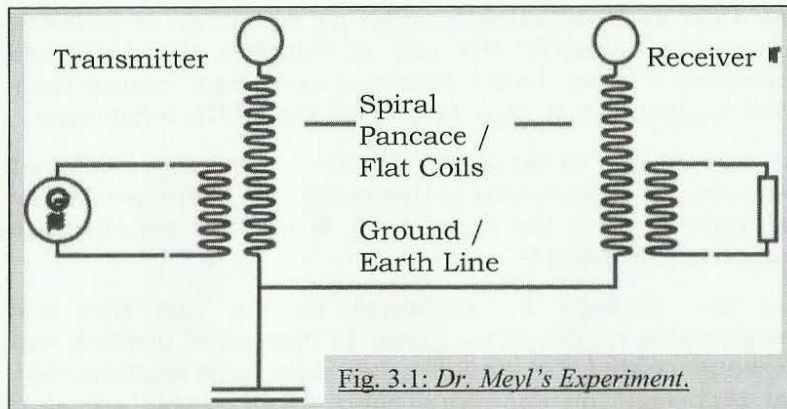 Transmitter
Receiver
Spiral
Pancace /
Flat Coils
Ground /
Earth Line
Fig. 3.1: Dr. Meyl's Experiment.